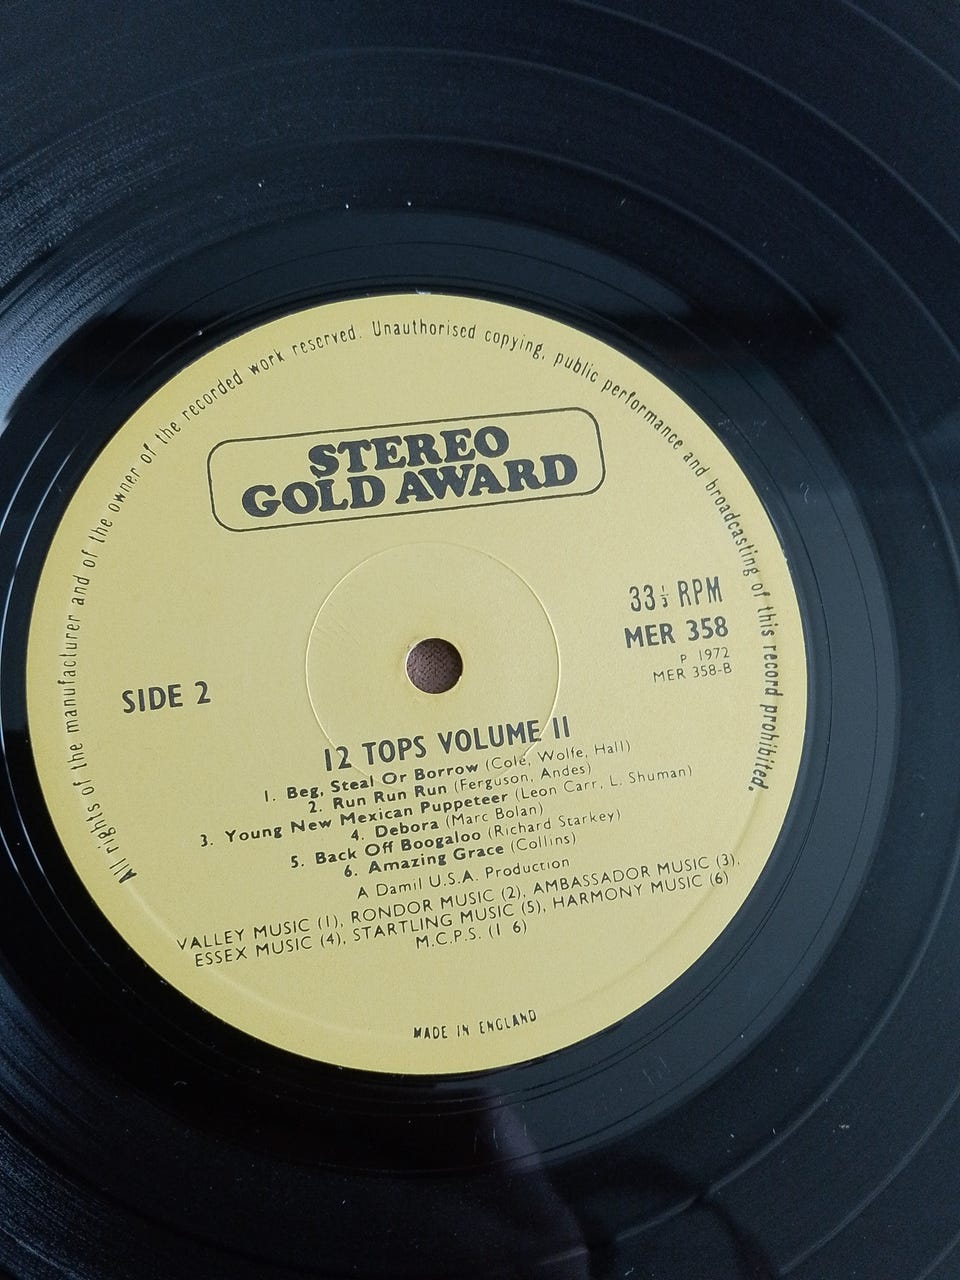 All rights of the manufacturer and of the owner of the recorded work reserved. Unauthorised copying, public performance and broadcasting of this record prohibited.
STEREO
GOLD AWARD
33⅓ RPM
MER 358
P 1972
MER 358-B
SIDE 2
12 TOPS VOLUME II
1. Beg, Steal Or Borrow (Cole, Wolfe, Hall)
2. Run Run Run (Ferguson, Andes)
3. Young New Mexican Puppeteer (Leon Carr, L. Shuman)
4. Debora (Marc Bolan)
5. Back Off Boogaloo (Richard Starkey)
6. Amazing Grace (Collins)
A Damil U.S.A. Production
VALLEY MUSIC (1), RONDOR MUSIC (2), AMBASSADOR MUSIC (3),
ESSEX MUSIC (4), STARTLING MUSIC (5), HARMONY MUSIC (6)
M.C.P.S. (1 6)
MADE IN ENGLAND